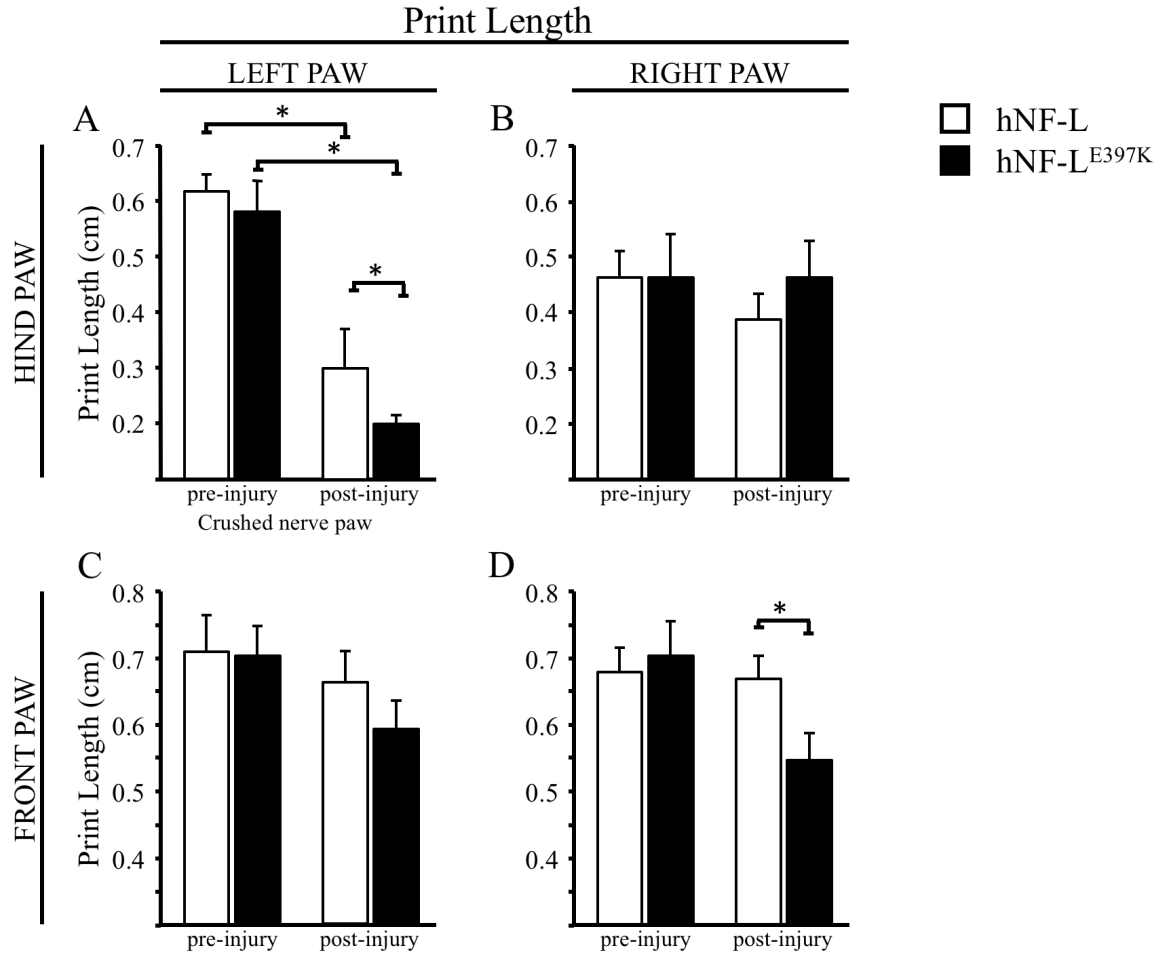 Print Length
LEFT PAW
RIGHT PAW
hNF-L
hNF-L^E397K
HIND PAW
FRONT PAW
A
*
*
*
Print Length (cm)
0.7
0.6
0.5
0.4
0.3
0.2
pre-injury post-injury
Crushed nerve paw
B
0.7
0.6
0.5
0.4
0.3
0.2
pre-injury post-injury
C
Print Length (cm)
0.8
0.7
0.6
0.5
0.4
pre-injury post-injury
D
*
0.8
0.7
0.6
0.5
0.4
pre-injury post-injury